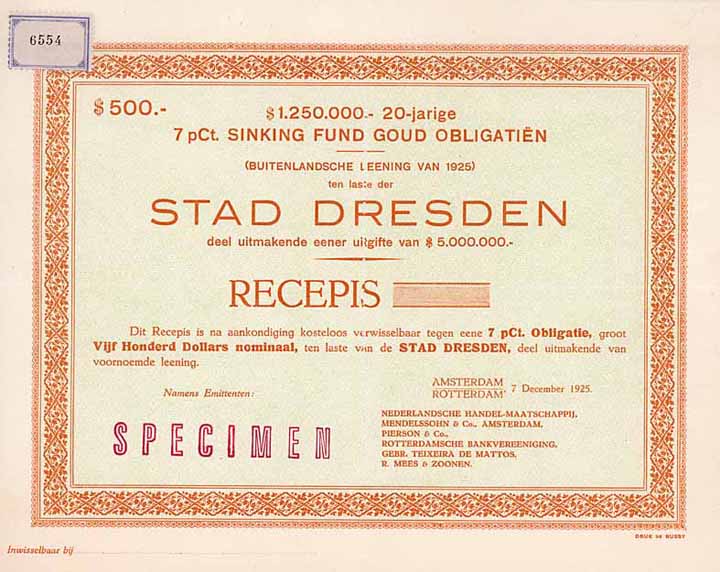 6554
$ 500.-
$ 1.250.000.- 20-jarige
7 pCt. SINKING FUND GOUD OBLIGATIËN
(BUITENLANDSCHE LEENING VAN 1925)
ten laste der
STAD DRESDEN
deel uitmakende eener uitgifte van $ 5.000.000.-
RECEPIS
Dit Recepis is na aankondiging kosteloos verwisselbaar tegen eene 7 pCt. Obligatie, groot
Vijf Honderd Dollars nominaal, ten laste van de STAD DRESDEN, deel uitmakende van
voornoemde leening.
Namens Emittenten:
AMSTERDAM
ROTTERDAM, 7 December 1925.
SPECIMEN
NEDERLANDSCHE HANDEL-MAATSCHAPPIJ,
MENDELSSOHN & Co., AMSTERDAM,
PIERSON & Co.,
ROTTERDAMSCHE BANKVEREENIGING,
GEBR. TEIXEIRA DE MATTOS,
R. MEES & ZOONEN.
DRUK DE BUSSY
Inwisselbaar bij